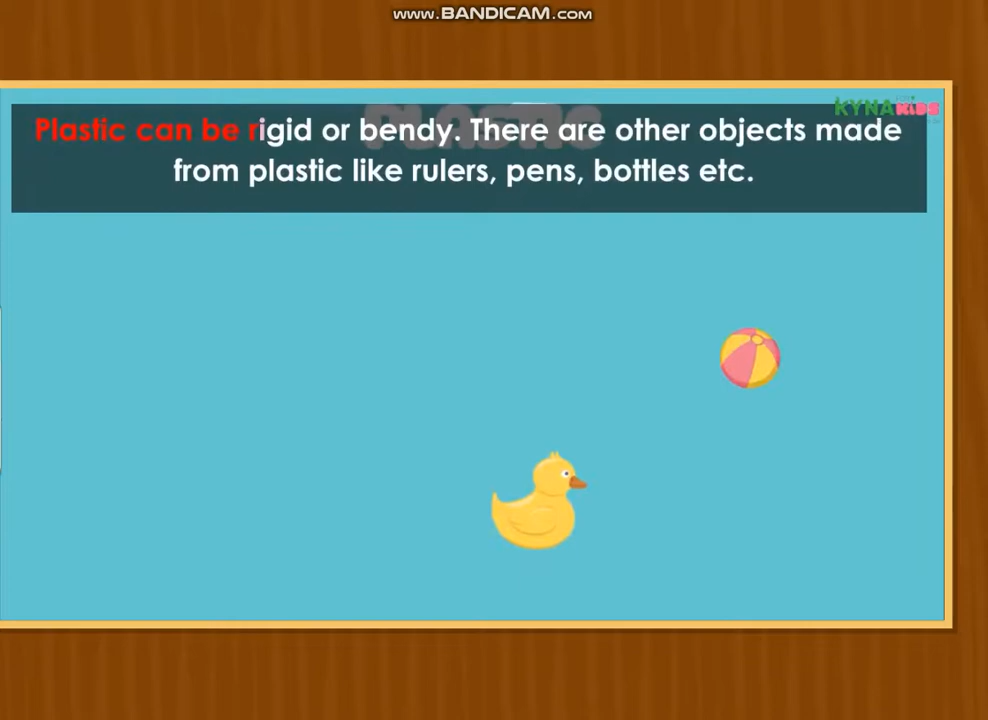 www.BANDICAM.com
PLASTIC
KYNA KIDS
Plastic can be rigid or bendy. There are other objects made
from plastic like rulers, pens, bottles etc.